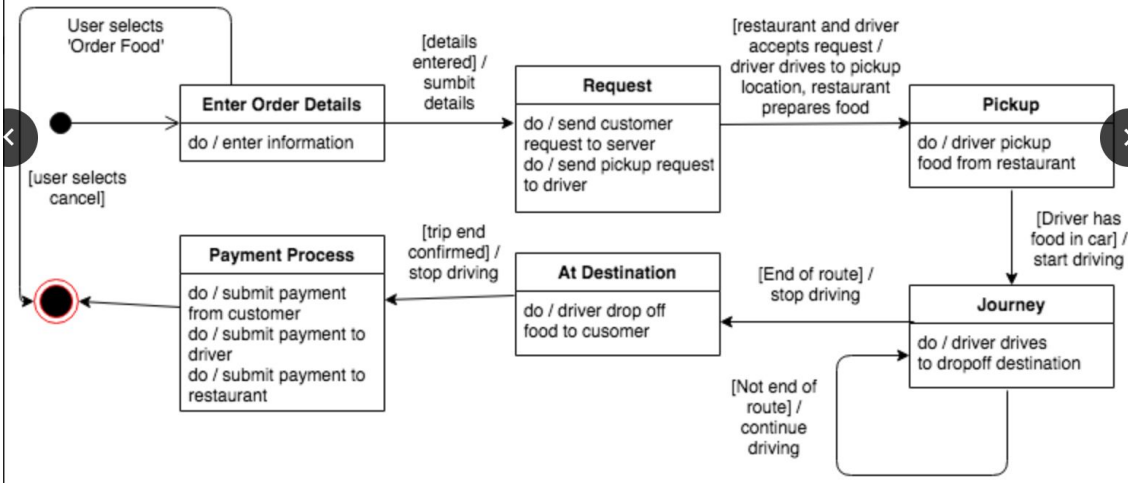 User selects
'Order Food'
[details
entered] /
sumbit
details
[restaurant and driver
accepts request /
driver drives to pickup
location, restaurant
prepares food
Enter Order Details
do / enter information
Request
do / send customer
request to server
do / send pickup request
to driver
Pickup
do / driver pickup
food from restaurant
[user selects
cancel]
[Driver has
food in car] /
start driving
Payment Process
do / submit payment
from customer
do / submit payment to
driver
do / submit payment to
restaurant
[trip end
confirmed] /
stop driving
At Destination
do / driver drop off
food to cusomer
[End of route] /
stop driving
Journey
do / driver drives
to dropoff destination
[Not end of
route] /
continue
driving